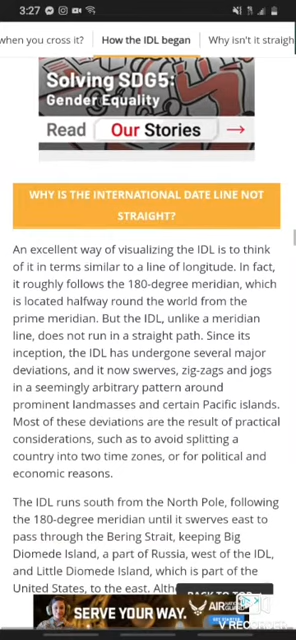 3:27
when you cross it? How the IDL began Why isn't it straigh
Solving SDG5:
Gender Equality
Read Our Stories
WHY IS THE INTERNATIONAL DATE LINE NOT
STRAIGHT?
An excellent way of visualizing the IDL is to think
of it in terms similar to a line of longitude. In fact,
it roughly follows the 180-degree meridian, which
is located halfway round the world from the
prime meridian. But the IDL, unlike a meridian
line, does not run in a straight path. Since its
inception, the IDL has undergone several major
deviations, and it now swerves, zig-zags and jogs
in a seemingly arbitrary pattern around
prominent landmasses and certain Pacific islands.
Most of these deviations are the result of practical
considerations, such as to avoid splitting a
country into two time zones, or for political and
economic reasons.
The IDL runs south from the North Pole, following
the 180-degree meridian until it swerves east to
pass through the Bering Strait, keeping Big
Diomede Island, a part of Russia, west of the IDL,
and Little Diomede Island, which is part of the
United States, to the east.
SERVE YOUR WAY.
V RECORDER